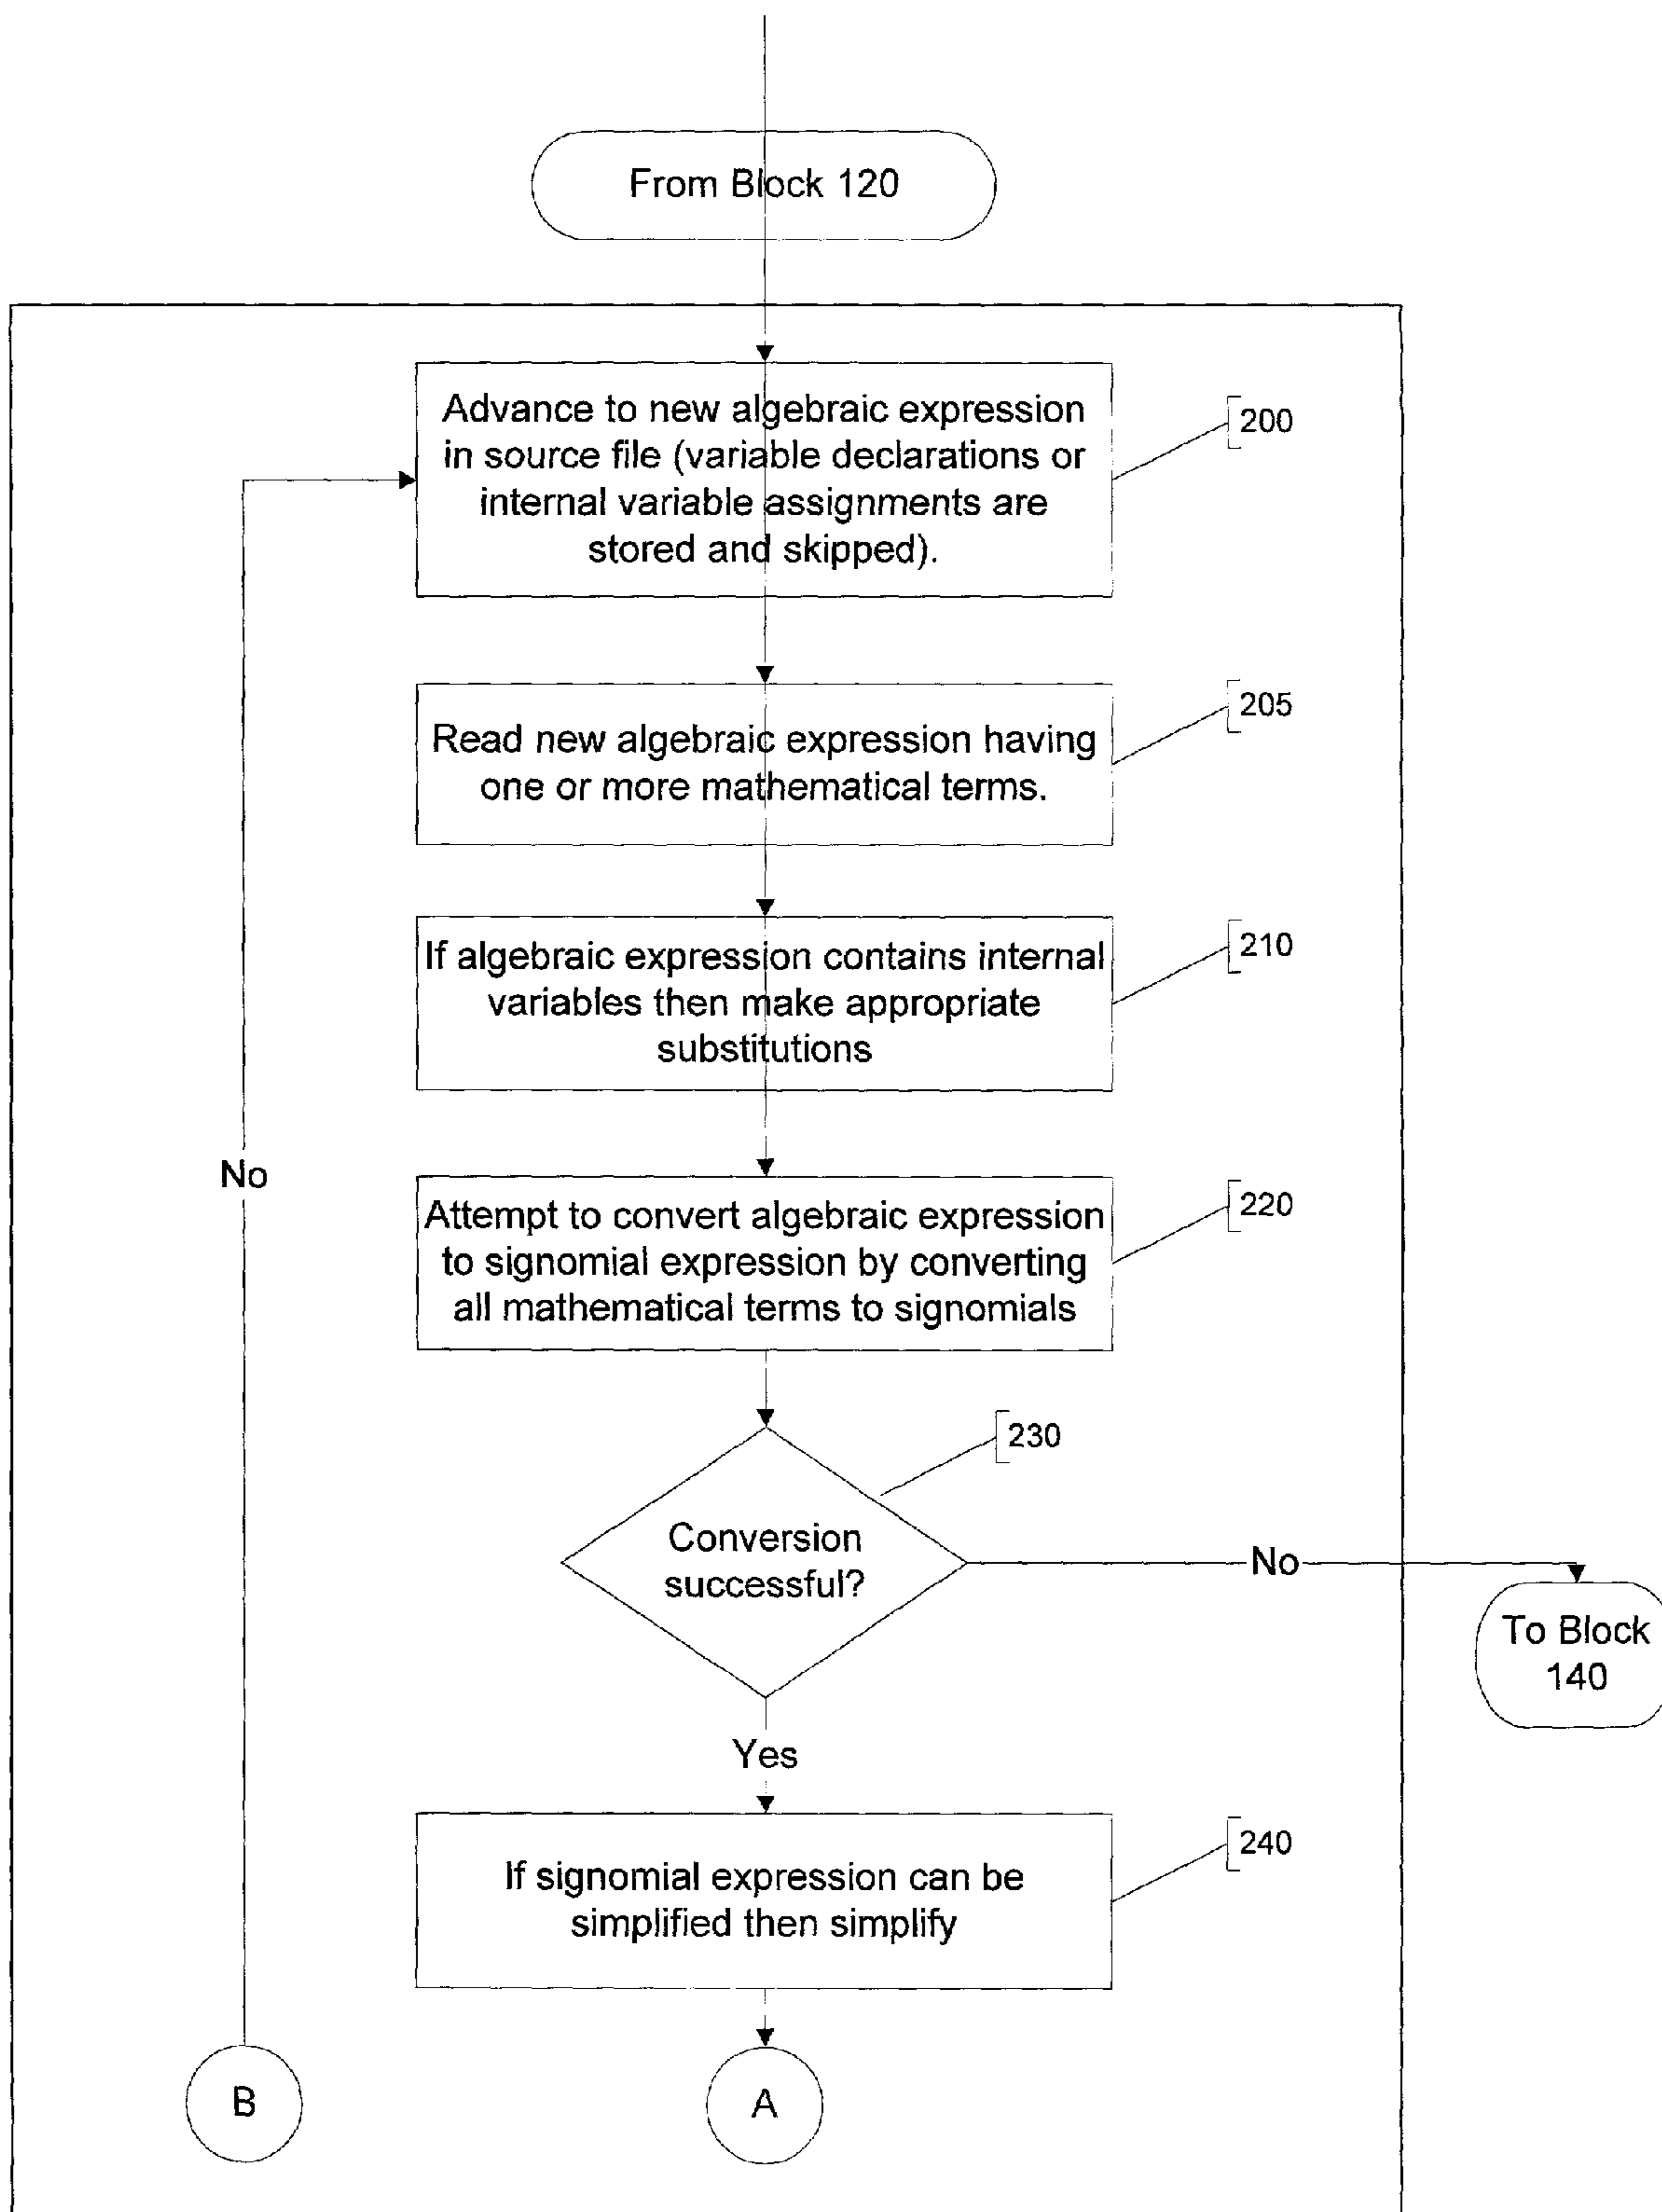 From Block 120
Advance to new algebraic expression
in source file (variable declarations or
internal variable assignments are
stored and skipped).
200
Read new algebraic expression having
one or more mathematical terms.
205
If algebraic expression contains internal
variables then make appropriate
substitutions
210
No
Attempt to convert algebraic expression
to signomial expression by converting
all mathematical terms to signomials
220
230
Conversion
successful?
No
To Block
140
Yes
If signomial expression can be
simplified then simplify
240
B
A